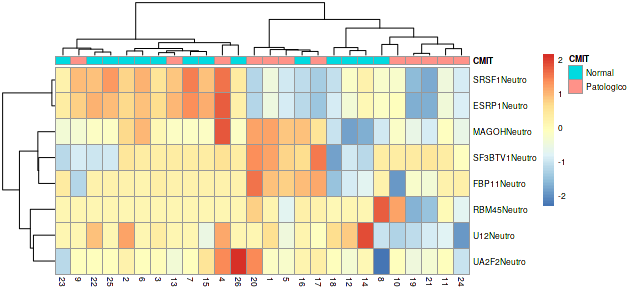 CMIT
SRSF1Neutro
ESRP1Neutro
MAGOHNeutro
SF3BTV1Neutro
FBP11Neutro
RBM45Neutro
U12Neutro
UA2F2Neutro
23 9 22 25 2 6 3 13 7 15 4 26 20 1 5 16 17 18 12 14 8 10 19 21 11 24
2
1
0
-1
-2
CMIT
Normal
Patologico